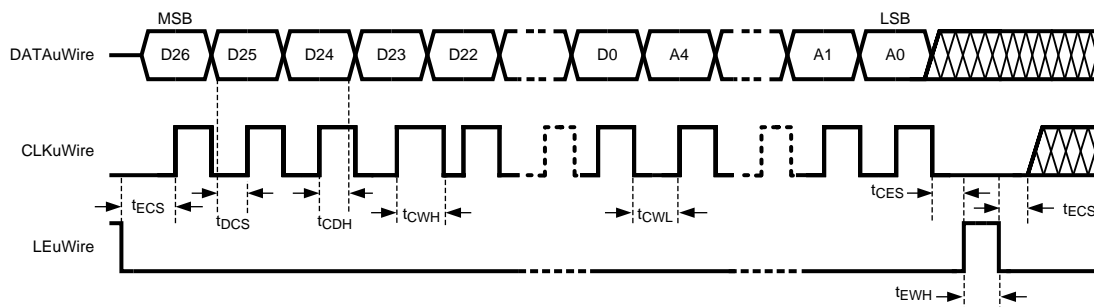 MSB LSB
DATAuWire D26 D25 D24 D23 D22 D0 A4 A1 A0
CLKuWire
tECS tDCS tCDH tCWH tCWL tCES tECS
LEuWire
tEWH